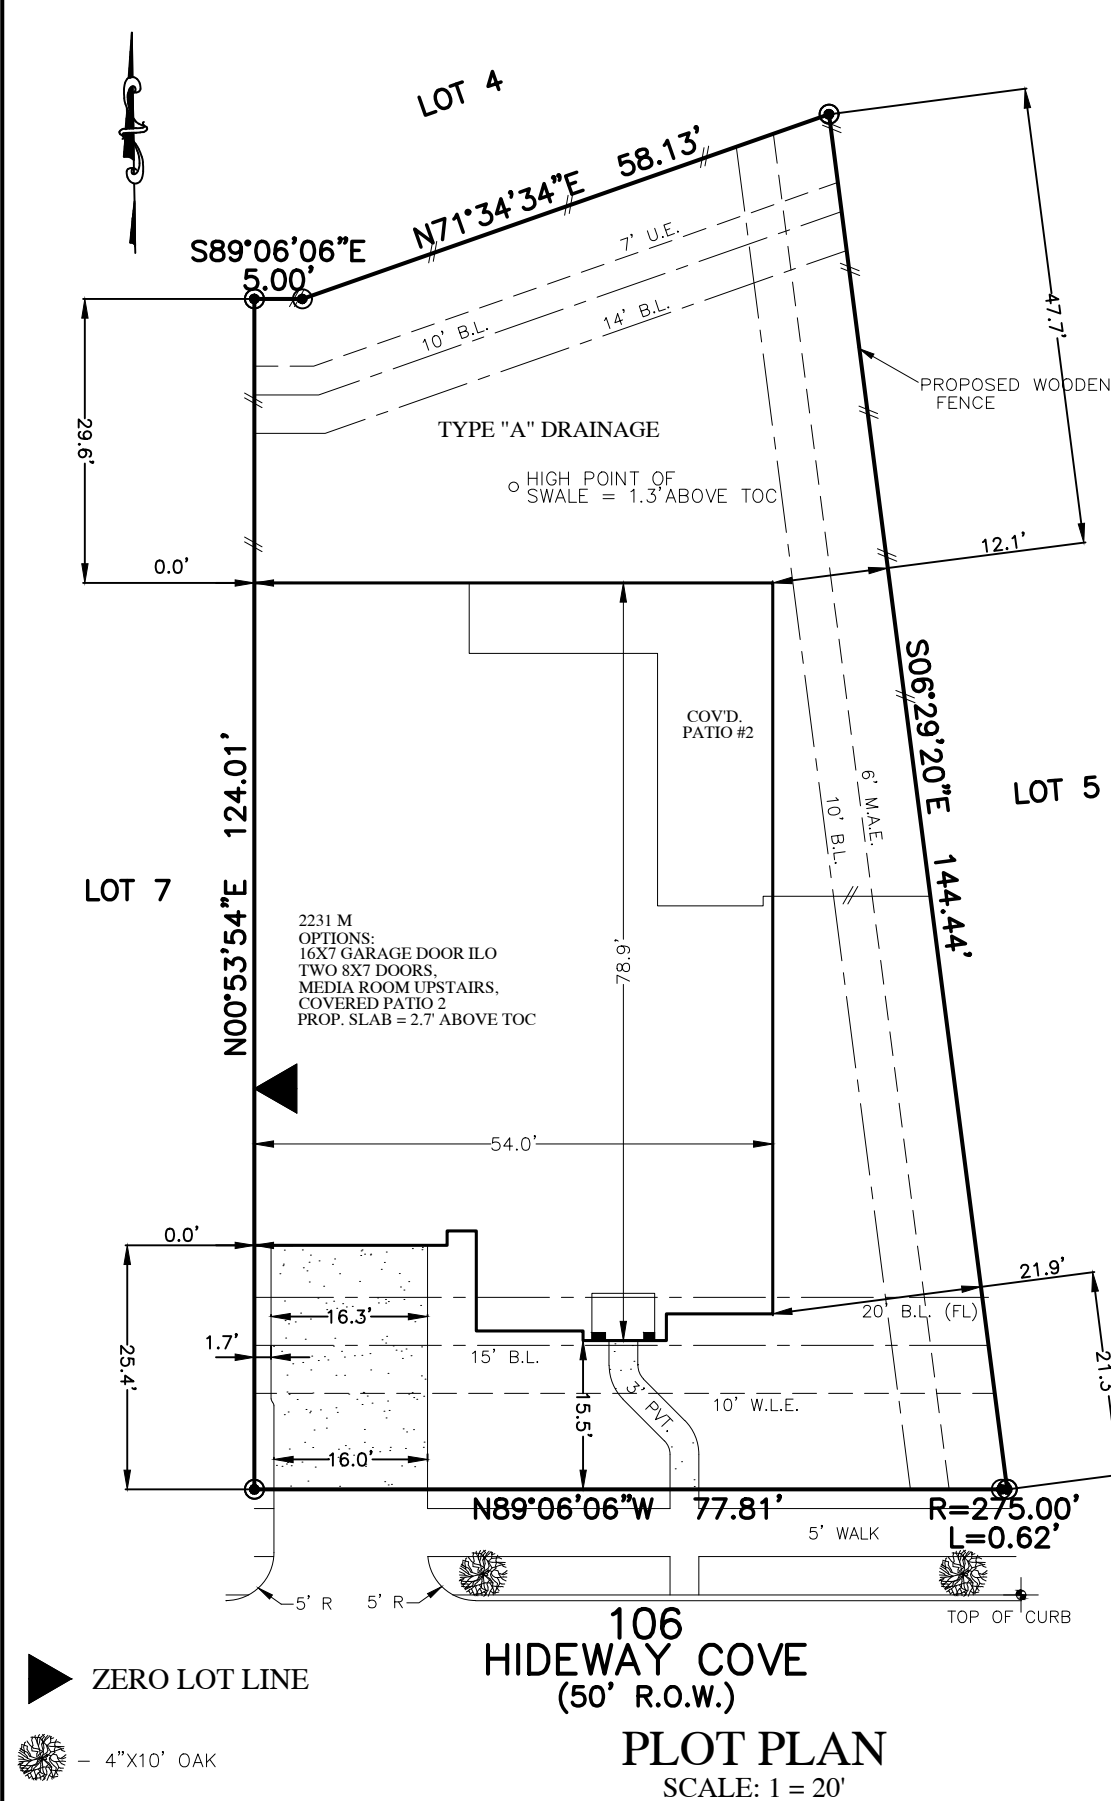 LOT 4
N71°34'34"E 58.13'
S89°06'06"E
5.00'
7' U.E.
10' B.L.
14' B.L.
47.7'
PROPOSED WOODEN
FENCE
29.6'
TYPE "A" DRAINAGE
HIGH POINT OF
SWALE = 1.3'ABOVE TOC
0.0'
12.1'
S06°29'20"E 144.44'
COV'D.
PATIO #2
LOT 5
10' B.L.
6' M.A.E.
N00°53'54"E 124.01'
LOT 7
2231 M
OPTIONS:
16X7 GARAGE DOOR ILO
TWO 8X7 DOORS,
MEDIA ROOM UPSTAIRS,
COVERED PATIO 2
PROP. SLAB = 2.7' ABOVE TOC
78.9'
54.0'
0.0'
21.9'
16.3'
20' B.L. (FL)
1.7'
15' B.L.
25.4'
3' PVT.
10' W.L.E.
15.5'
16.0'
N89°06'06"W 77.81'
R=275.00'
L=0.62'
5' WALK
5' R
5' R
TOP OF CURB
106
HIDEWAY COVE
(50' R.O.W.)
ZERO LOT LINE
- 4"X10' OAK
PLOT PLAN
SCALE: 1 = 20'